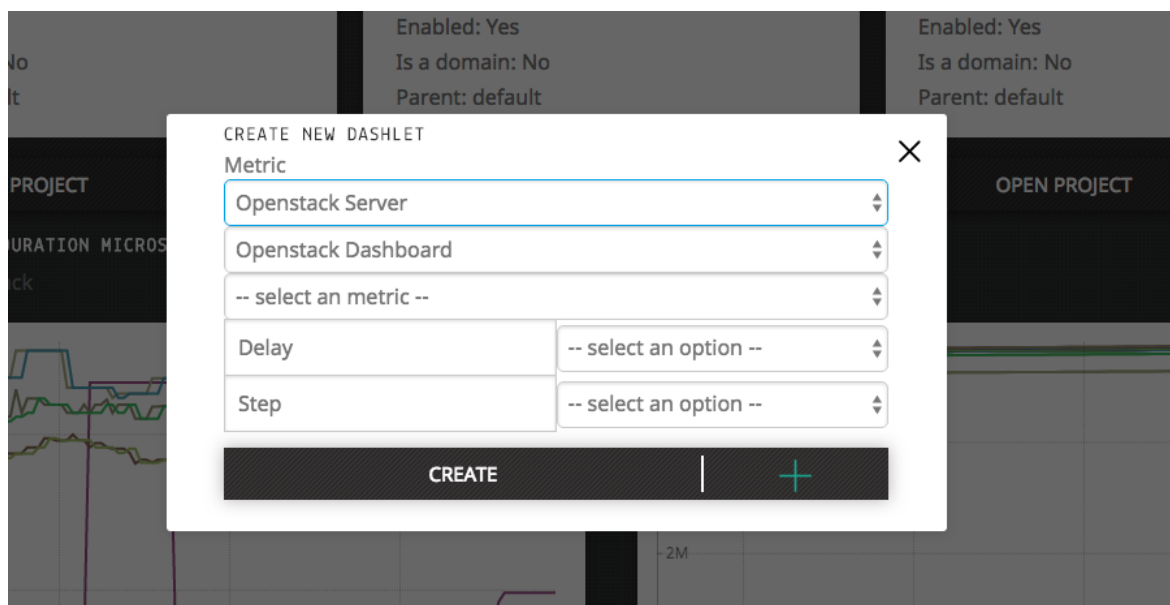 Enabled: Yes
Enabled: Yes
No
Is a domain: No
Is a domain: No
Parent: default
Parent: default
CREATE NEW DASHLET
Metric
PROJECT
OPEN PROJECT
Openstack Server
Openstack Dashboard
-- select an metric --
Delay
-- select an option --
Step
-- select an option --
CREATE
2M